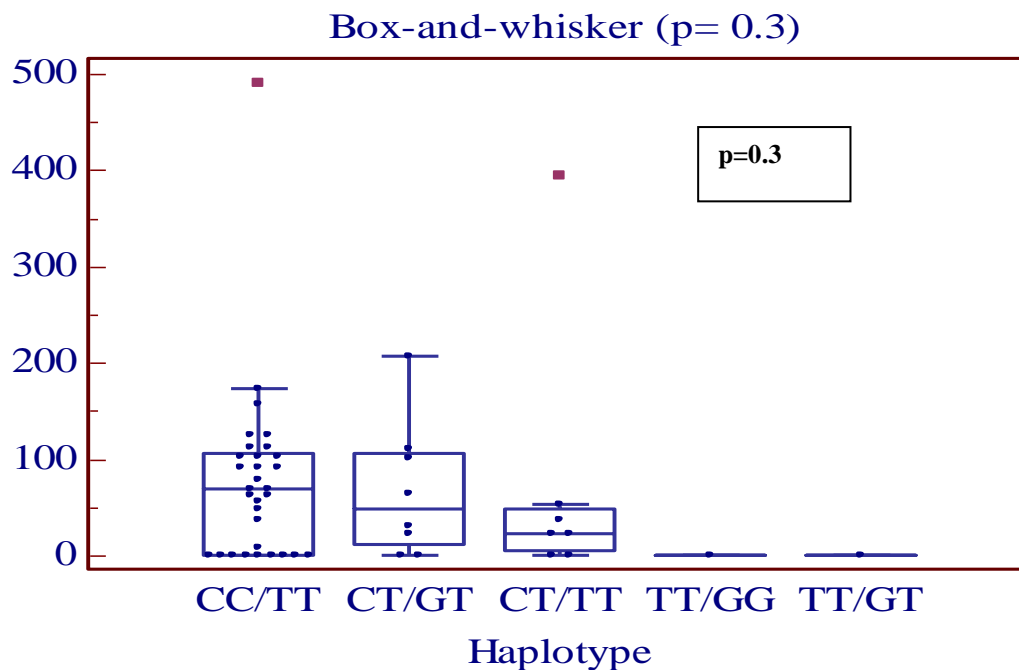 Box-and-whisker (p= 0.3)
500
p=0.3
400
300
200
100
0
CC/TT CT/GT CT/TT TT/GG TT/GT
Haplotype